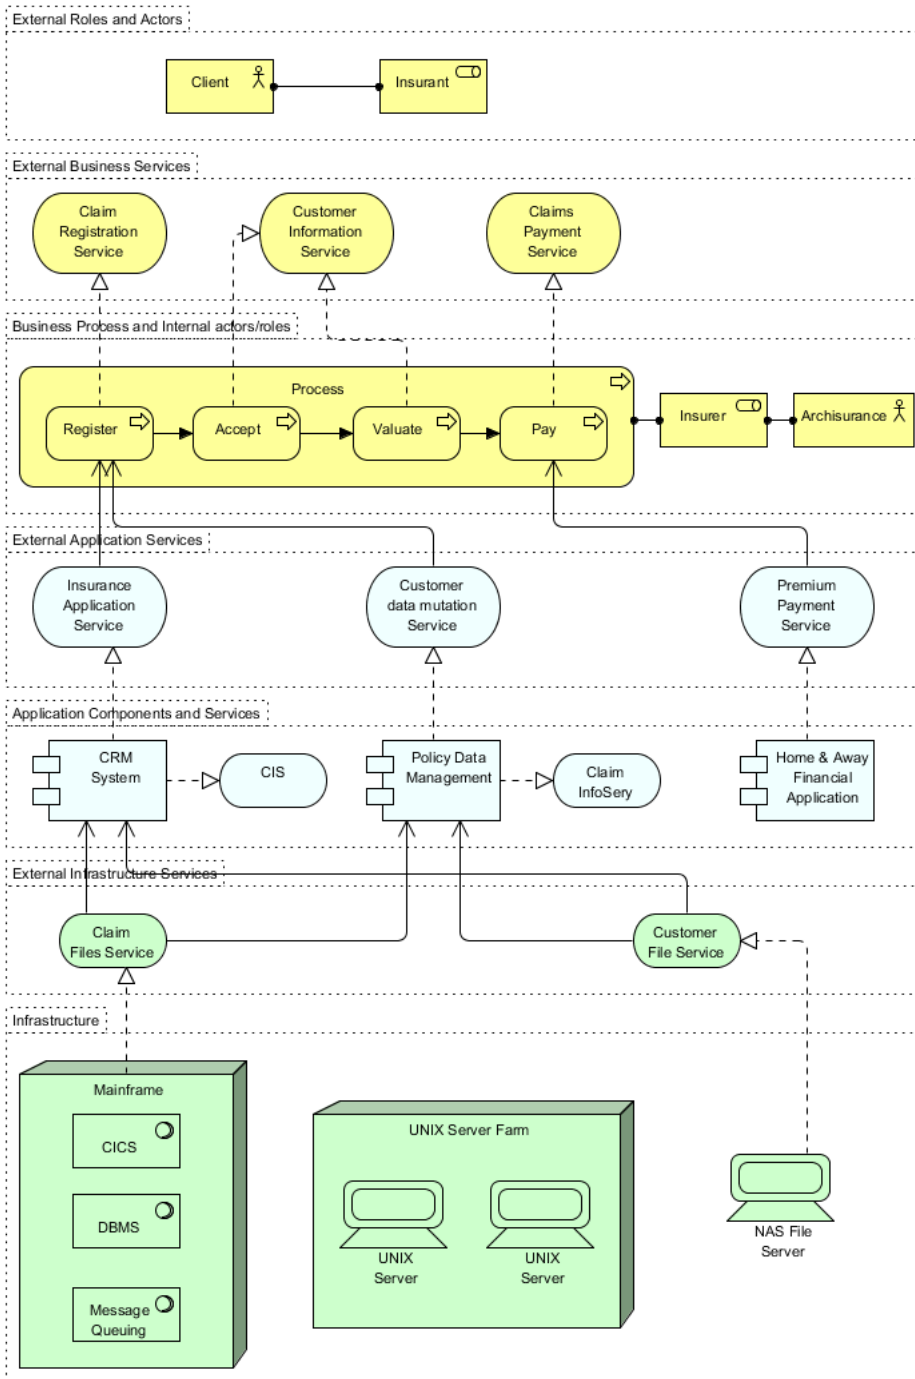 External Roles and Actors
Client
Insurant
External Business Services
Claim
Registration
Service
Customer
Information
Service
Claims
Payment
Service
Business Process and Internal actors/roles
Process
Register
Accept
Valuate
Pay
Insurer
Archisurance
External Application Services
Insurance
Application
Service
Customer
data mutation
Service
Premium
Payment
Service
Application Components and Services
CRM
System
CIS
Policy Data
Management
Claim
InfoSery
Home & Away
Financial
Application
External Infrastructure Services
Claim
Files Service
Customer
File Service
Infrastructure
Mainframe
CICS
DBMS
Message
Queuing
UNIX Server Farm
UNIX
Server
UNIX
Server
NAS File
Server